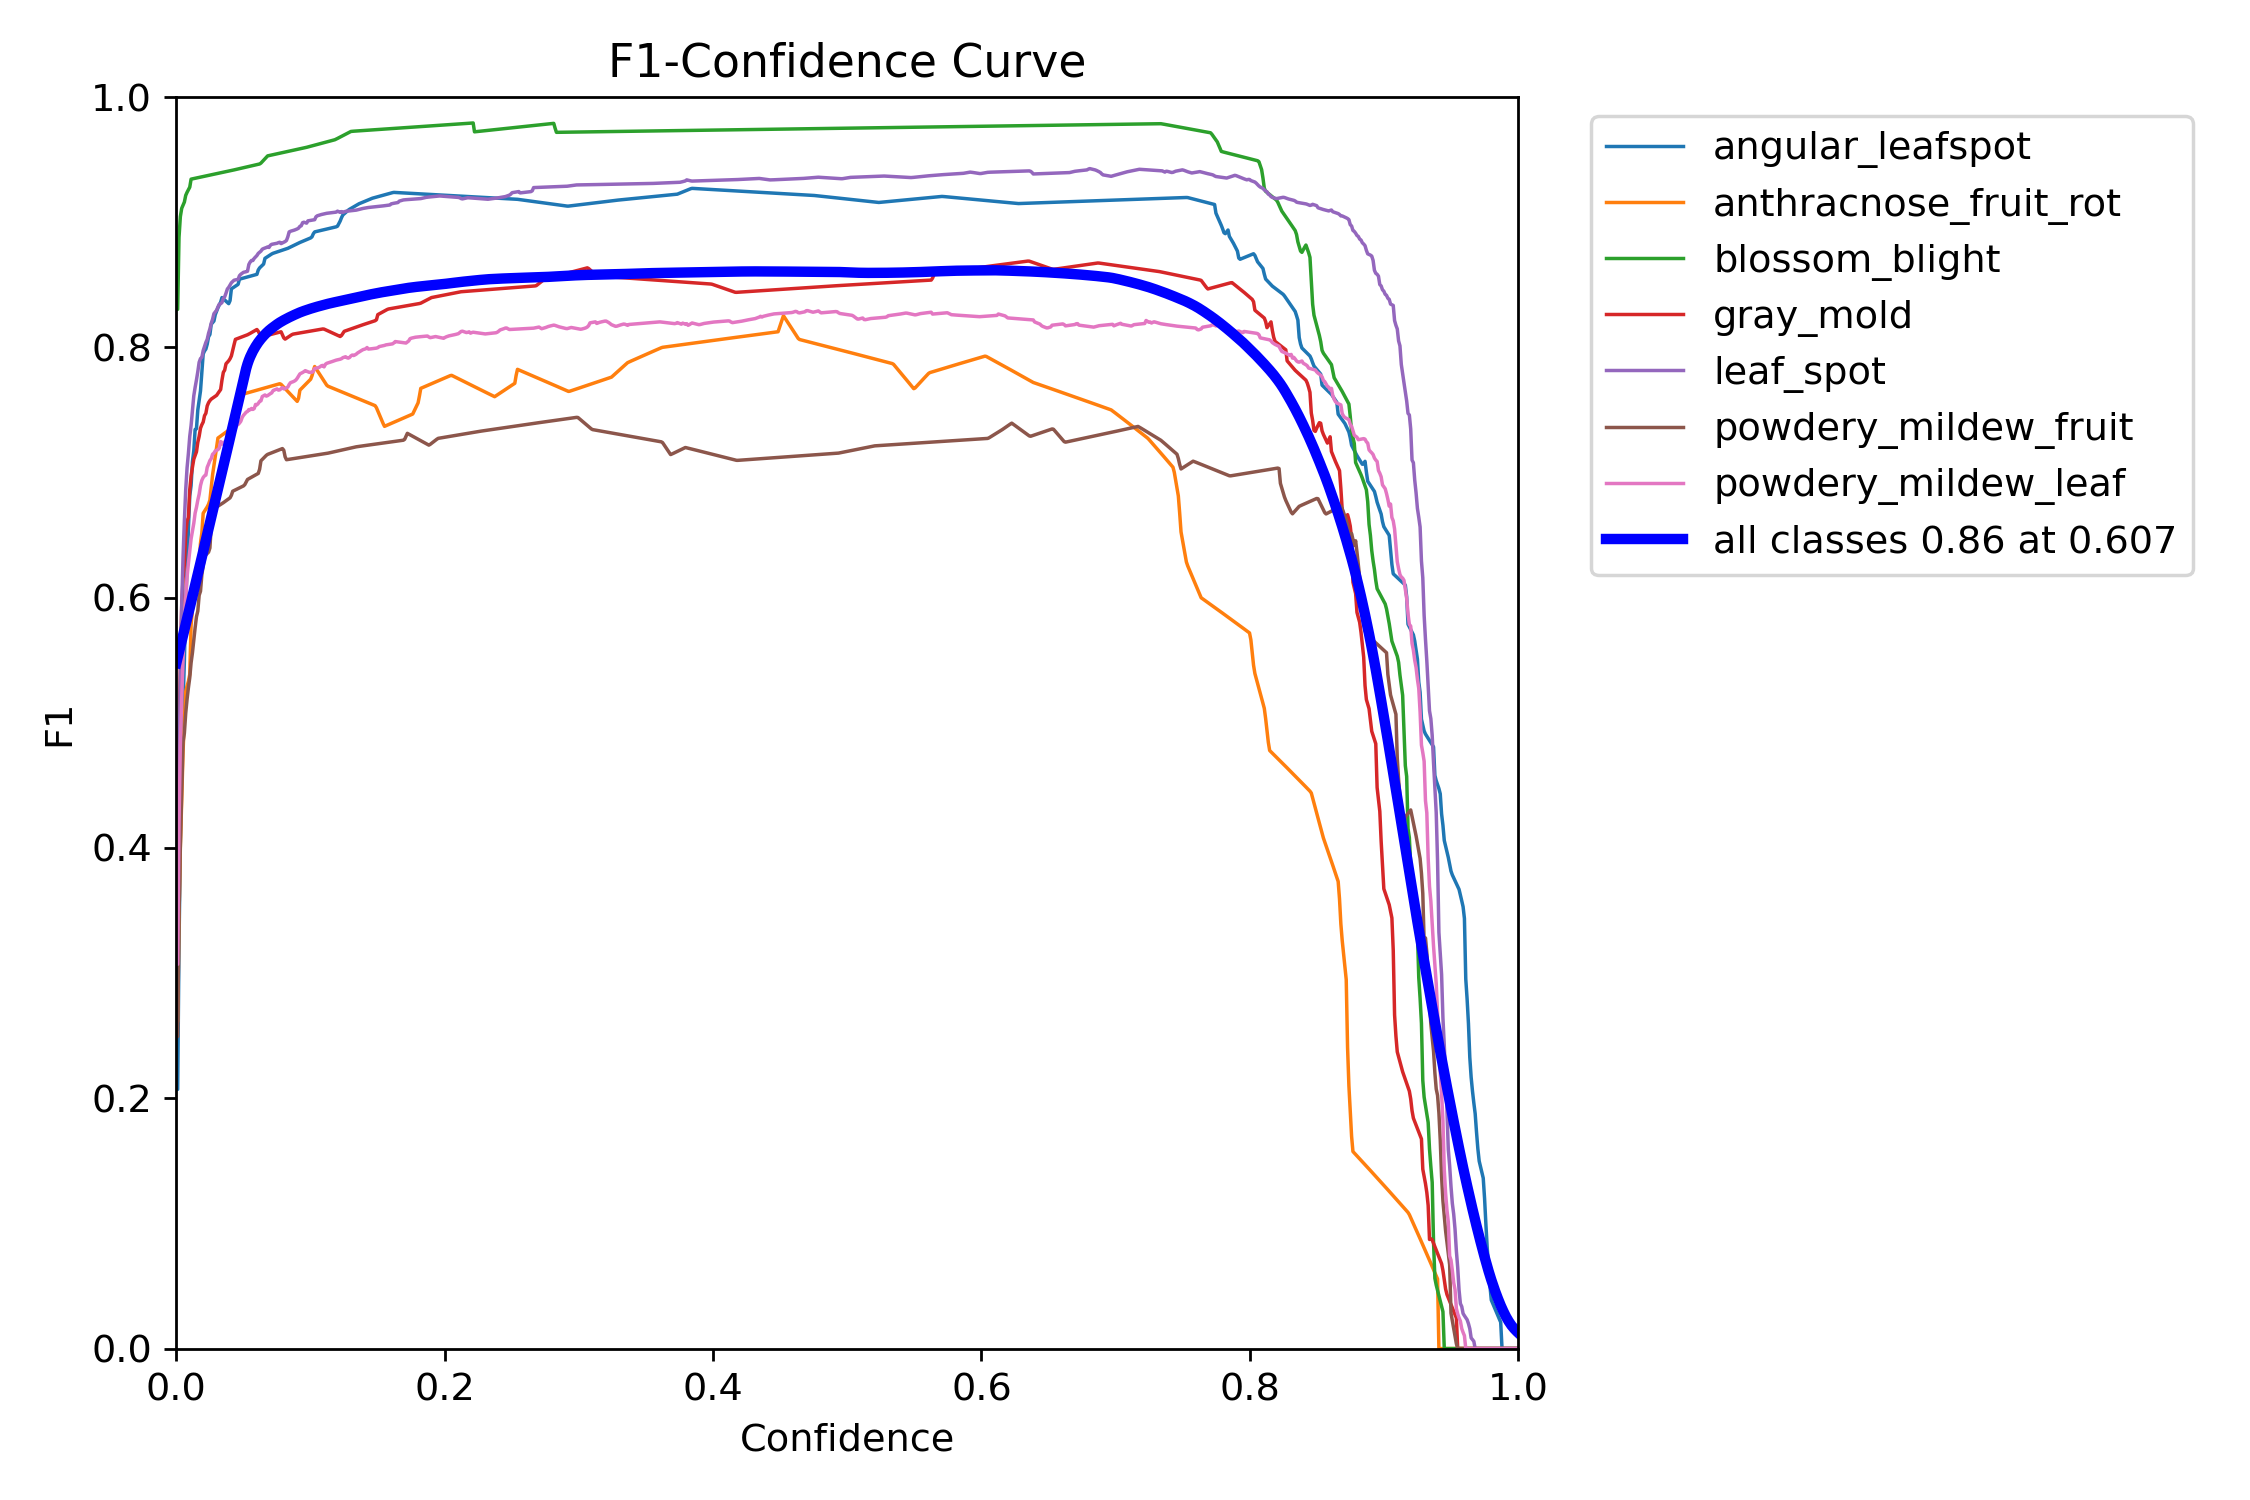 F1-Confidence Curve
1.0
0.8
0.6
0.4
0.2
0.0
F1
0.0 0.2 0.4 0.6 0.8 1.0
Confidence
angular_leafspot
anthracnose_fruit_rot
blossom_blight
gray_mold
leaf_spot
powdery_mildew_fruit
powdery_mildew_leaf
all classes 0.86 at 0.607